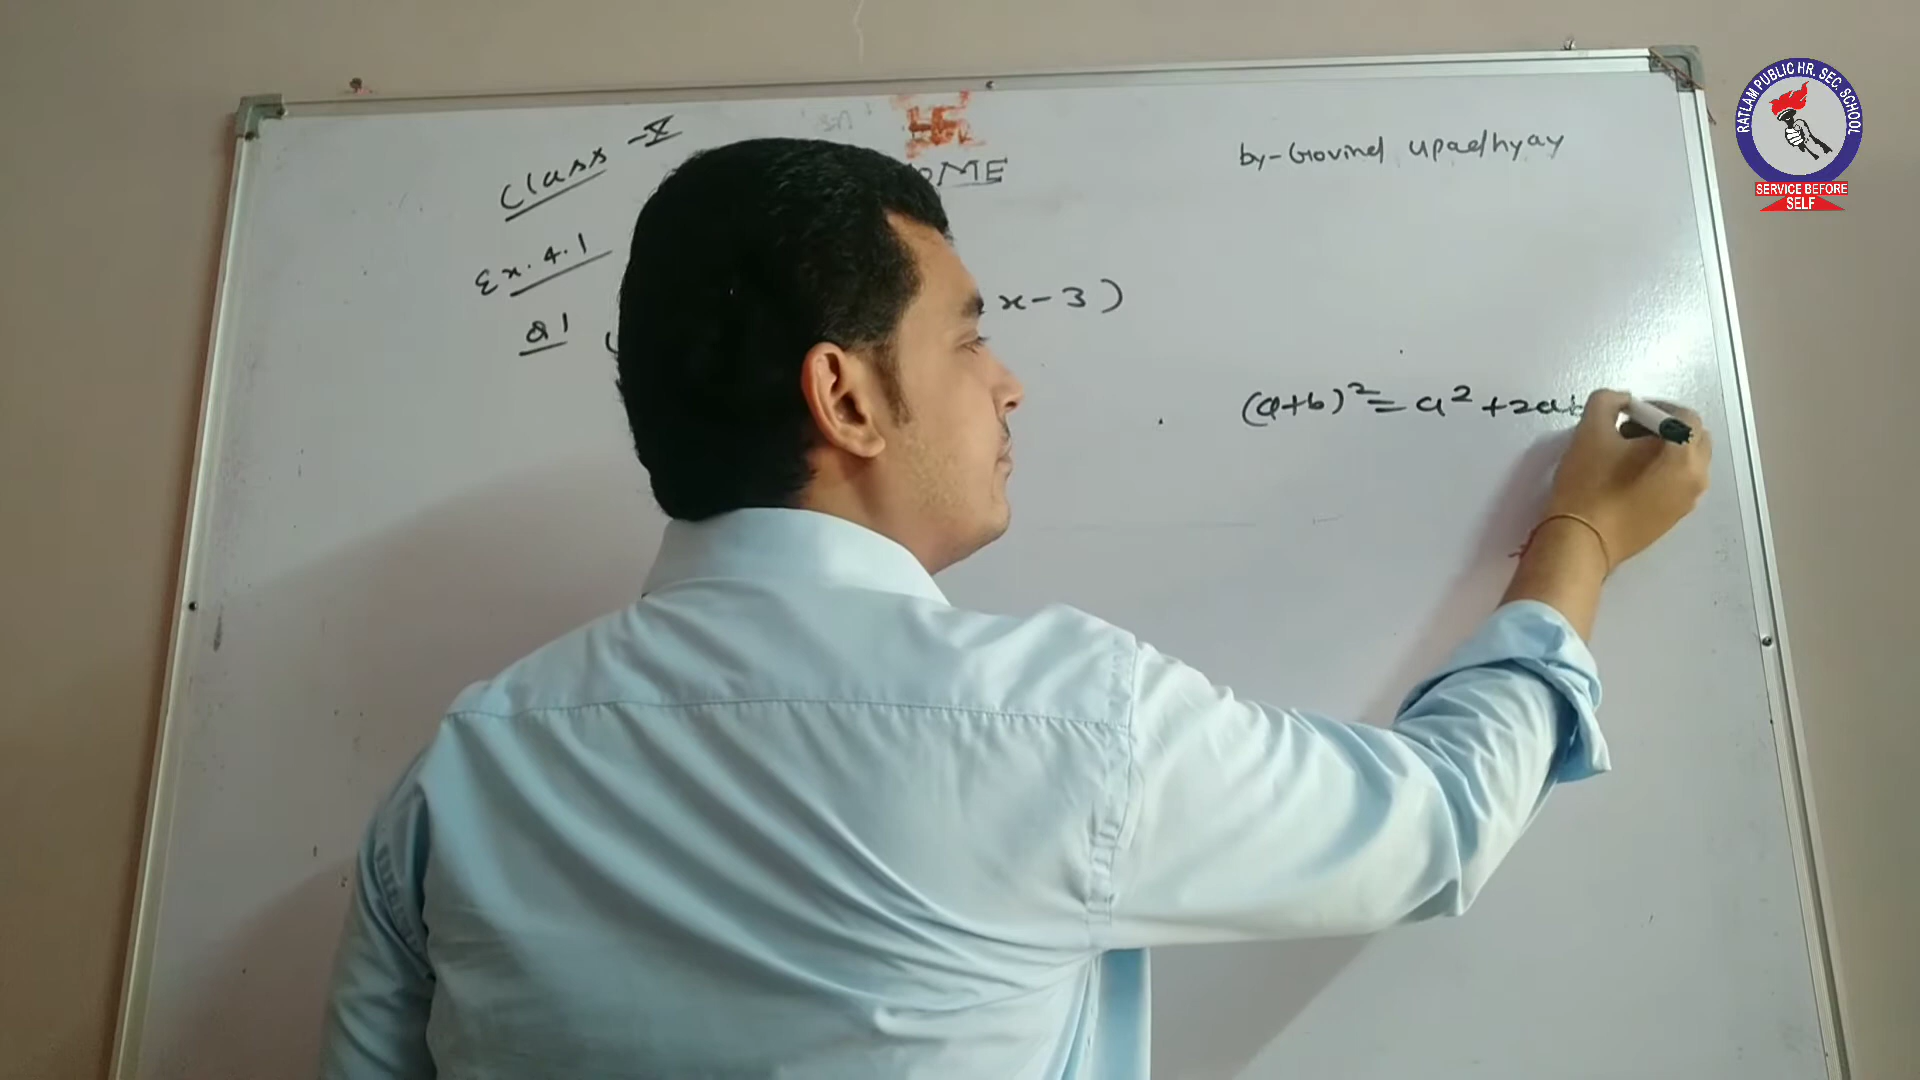 Class - X
OME
by - Govind Upadhyay
Ex. 4.1
Q1 ( x - 3 )
(a+b)² = a² + 2ab
RATLAM PUBLIC HR. SEC. SCHOOL
SERVICE BEFORE
SELF